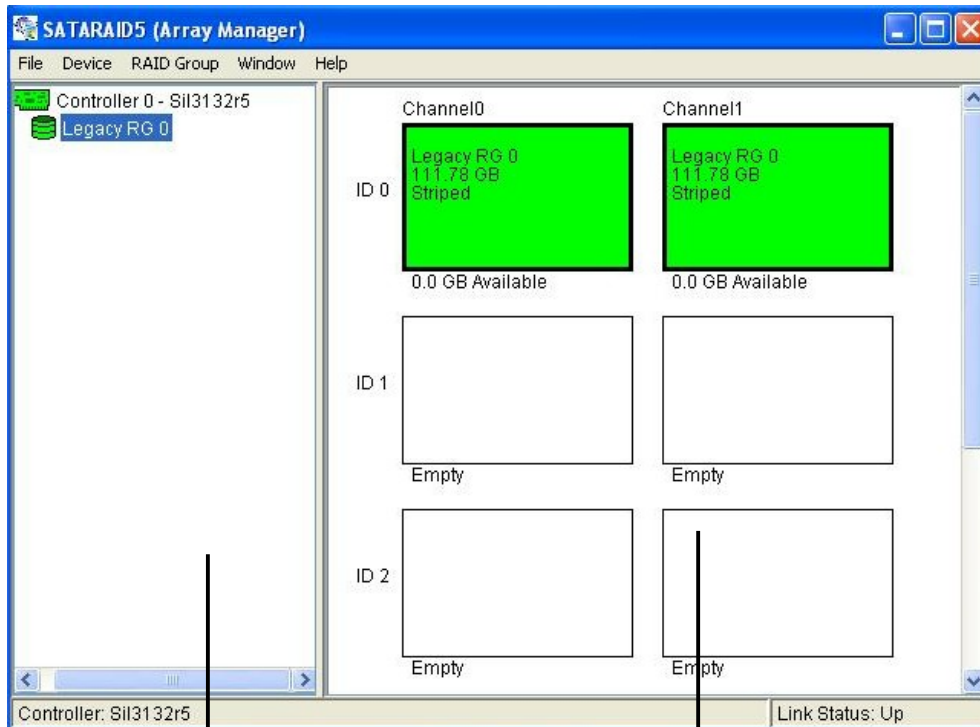 SATARAID5 (Array Manager)
File Device RAID Group Window Help
Controller 0 - SiI3132r5
Legacy RG 0
Channel0 Channel1
ID 0
Legacy RG 0
111.78 GB
Striped
0.0 GB Available
Legacy RG 0
111.78 GB
Striped
0.0 GB Available
ID 1
Empty
Empty
ID 2
Empty
Empty
Controller: SiI3132r5
Link Status: Up